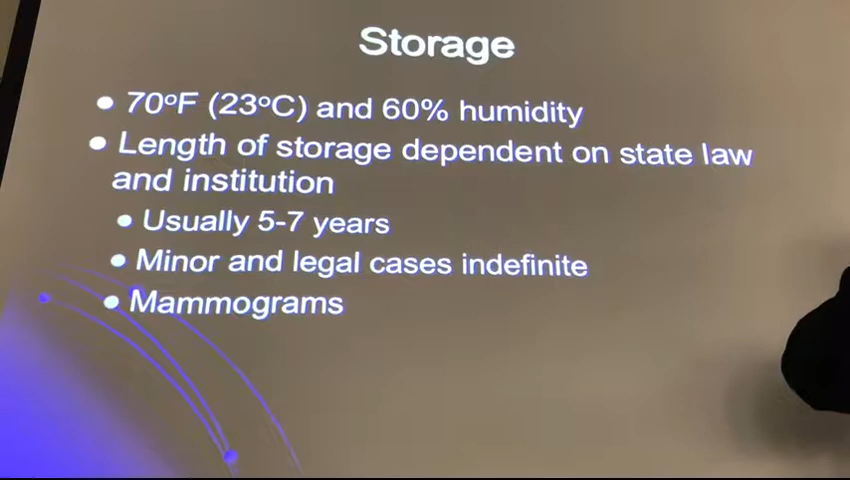 Storage
● 70ºF (23ºC) and 60% humidity
● Length of storage dependent on state law
and institution
● Usually 5-7 years
● Minor and legal cases indefinite
● Mammograms